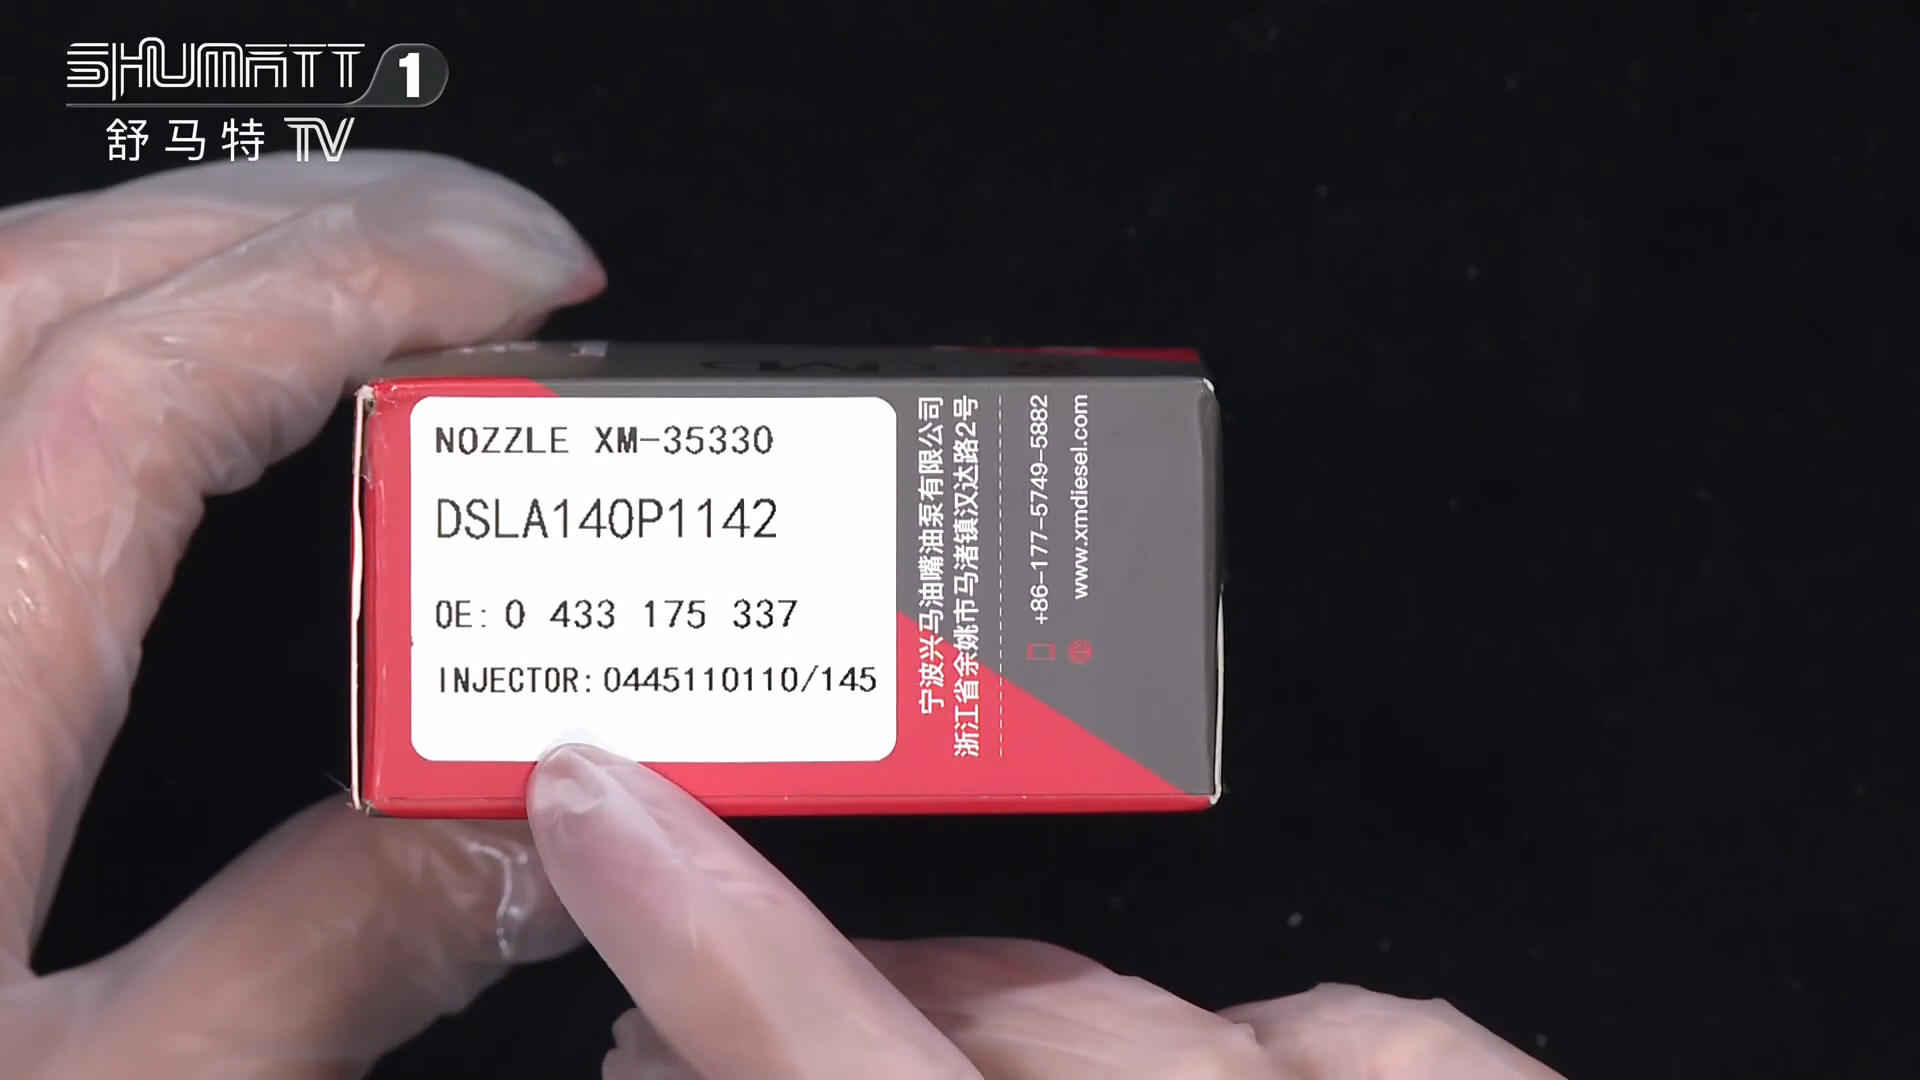 SHUMATT 1
舒马特 TV
NOZZLE XM-35330
DSLA140P1142
OE: 0 433 175 337
INJECTOR:0445110110/145
宁波兴马油嘴油泵有限公司
浙江省余姚市马渚镇汉达路2号
+86-177-5749-5882
www.xmdiesel.com